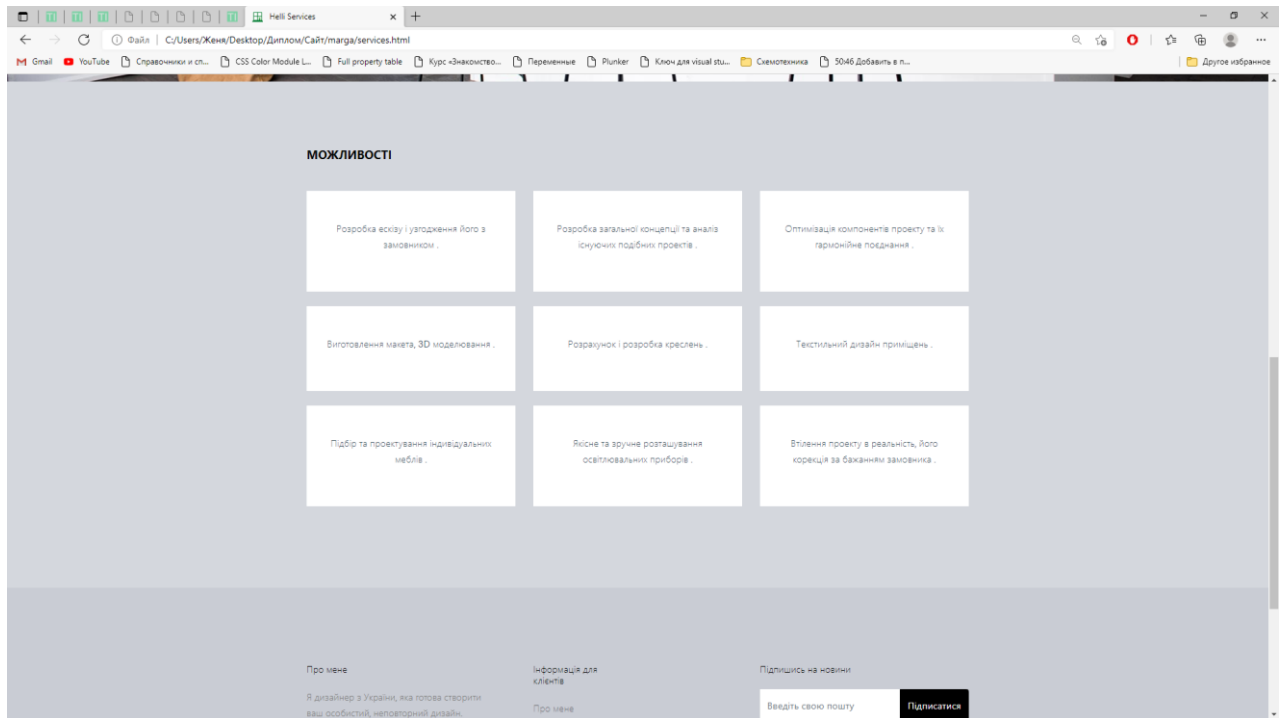 Helli Services
Файл | C:/Users/Женя/Desktop/Диплом/Сайт/marga/services.html
Gmail YouTube Справочники и сп... CSS Color Module L... Full property table Курс «Знакомство... Переменные Plunker Ключ для visual stu... Схемотехника 50:46 Добавить в п... Другое избранное
МОЖЛИВОСТІ
Розробка ескізу і узгодження його з
замовником .
Розробка загальної концепції та аналіз
існуючих подібних проектів .
Оптимізація компонентів проекту та їх
гармонійне поєднання .
Виготовлення макета, 3D моделювання .
Розрахунок і розробка креслень .
Текстильний дизайн приміщень .
Підбір та проектування індивідуальних
меблів .
Якісне та зручне розташування
освітлювальних приборів .
Втілення проекту в реальність, його
корекція за бажанням замовника .
Про мене
Я дизайнер з України, яка готова створити
ваш особистий, неповторний дизайн.
Інформація для
клієнтів
Про мене
Підпишись на новини
Введіть свою пошту
Підписатися